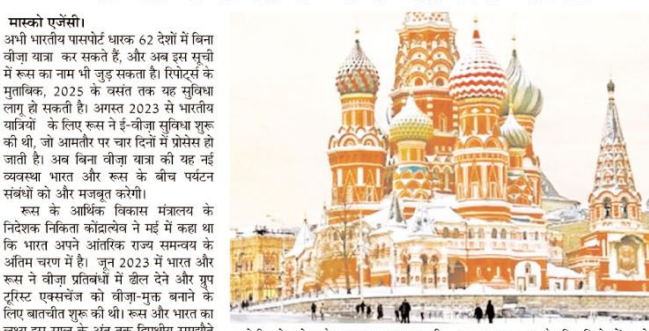 मास्को एजेंसी।
अभी भारतीय पासपोर्ट धारक 62 देशों में बिना
वीज़ा यात्रा कर सकते हैं, और अब इस सूची
में रूस का नाम भी जुड़ सकता है। रिपोर्ट्स के
मुताबिक, 2025 के वसंत तक यह सुविधा
लागू हो सकती है। अगस्त 2023 से भारतीय
यात्रियों के लिए रूस ने ई-वीज़ा सुविधा शुरू
की थी, जो आमतौर पर चार दिनों में प्रोसेस हो
जाती है। अब बिना वीज़ा यात्रा की यह नई
व्यवस्था भारत और रूस के बीच पर्यटन
संबंधों को और मजबूत करेगी।
रूस के आर्थिक विकास मंत्रालय के
निदेशक निकिता कोंद्रात्येव ने मई में कहा था
कि भारत अपने आंतरिक राज्य समन्वय के
अंतिम चरण में है। जून 2023 में भारत और
रूस ने वीज़ा प्रतिबंधों में ढील देने और ग्रुप
टूरिस्ट एक्सचेंज को वीज़ा-मुक्त बनाने के
लिए बातचीत शुरू की थी। रूस और भारत का